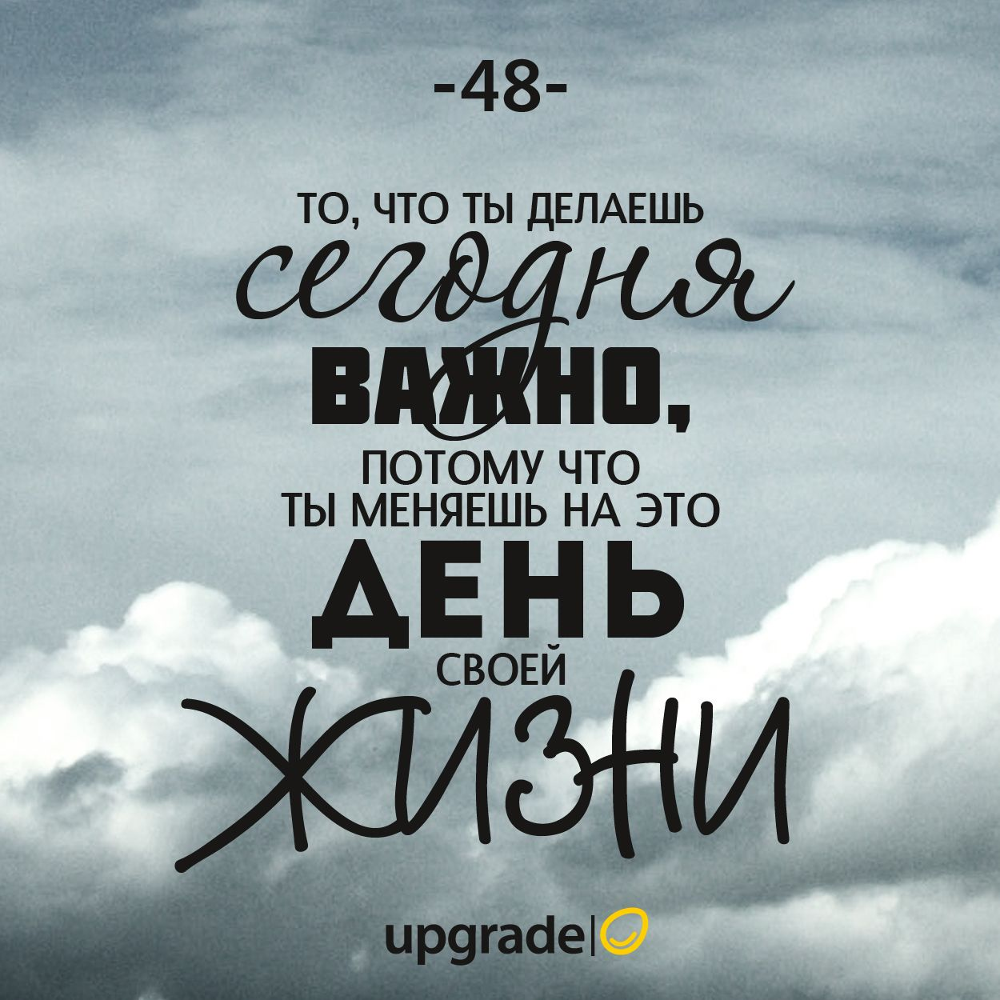 -48-
ТО, ЧТО ТЫ ДЕЛАЕШЬ
сегодня
ВАЖНО,
ПОТОМУ ЧТО
ТЫ МЕНЯЕШЬ НА ЭТО
ДЕНЬ
СВОЕЙ
ЖИЗНИ
upgrade|